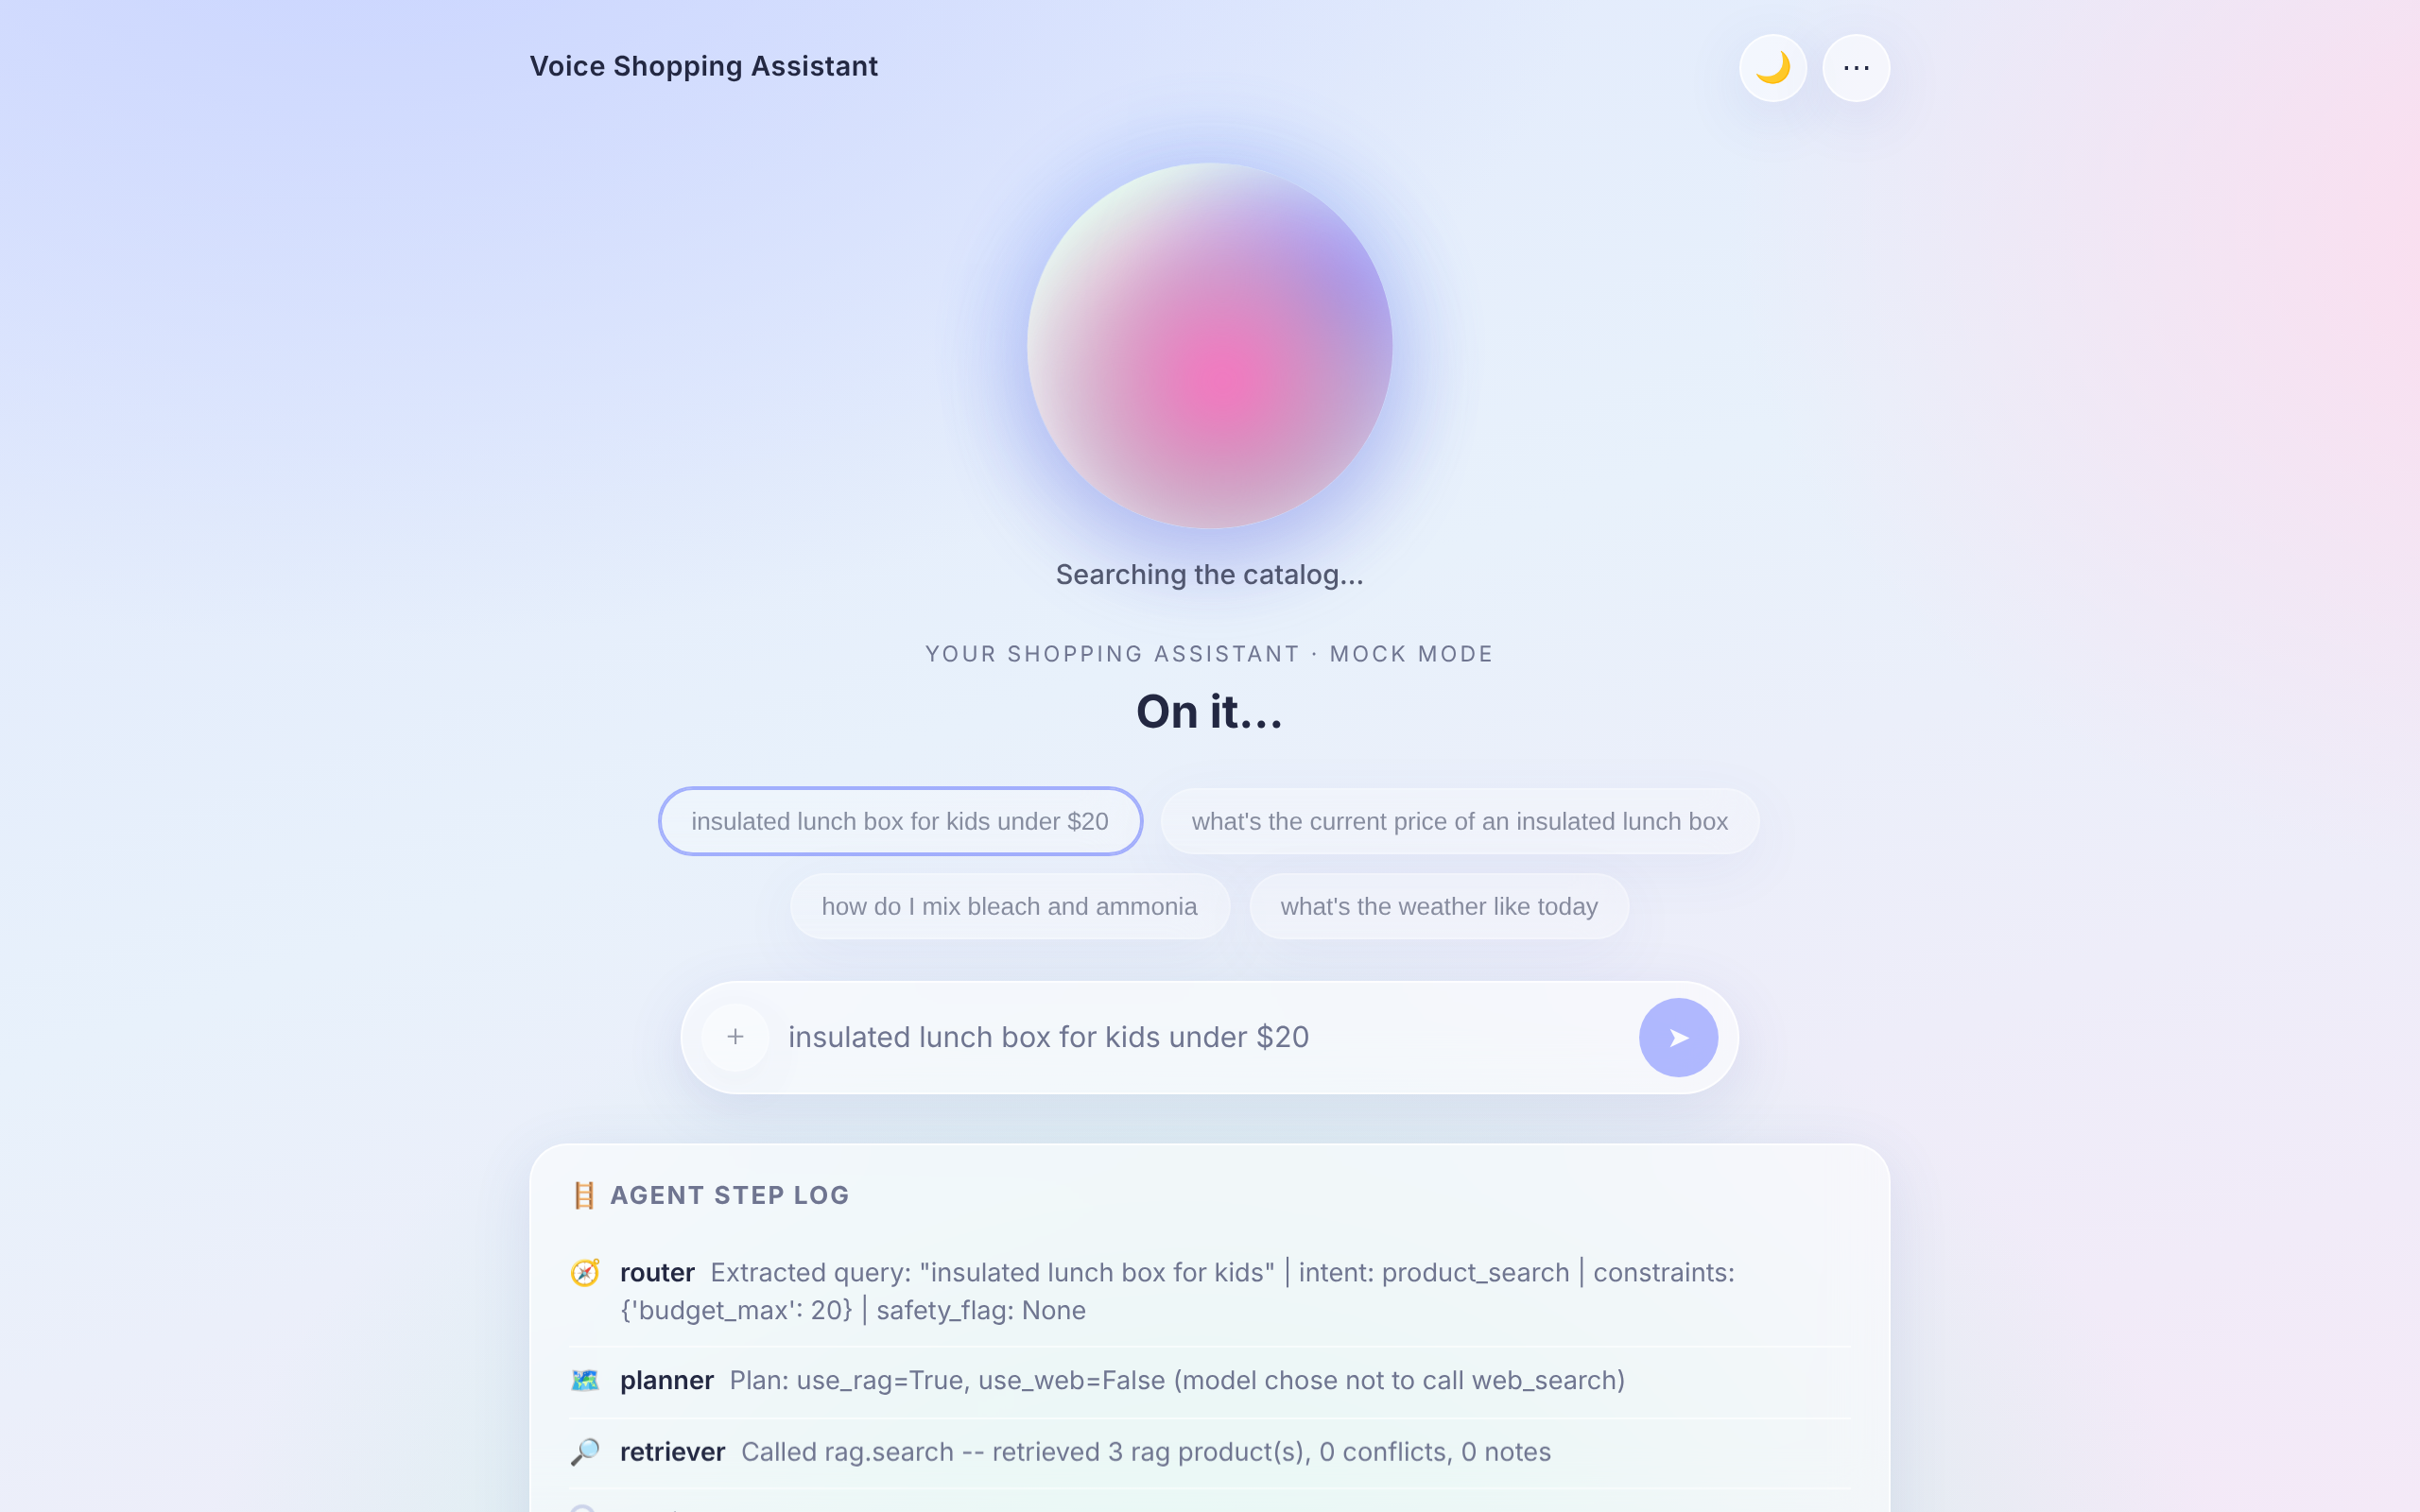 Voice Shopping Assistant
Searching the catalog...
YOUR SHOPPING ASSISTANT · MOCK MODE
On it...
insulated lunch box for kids under $20
what's the current price of an insulated lunch box
how do I mix bleach and ammonia
what's the weather like today
+ insulated lunch box for kids under $20
AGENT STEP LOG
router Extracted query: "insulated lunch box for kids" | intent: product_search | constraints:
{'budget_max': 20} | safety_flag: None
planner Plan: use_rag=True, use_web=False (model chose not to call web_search)
retriever Called rag.search -- retrieved 3 rag product(s), 0 conflicts, 0 notes